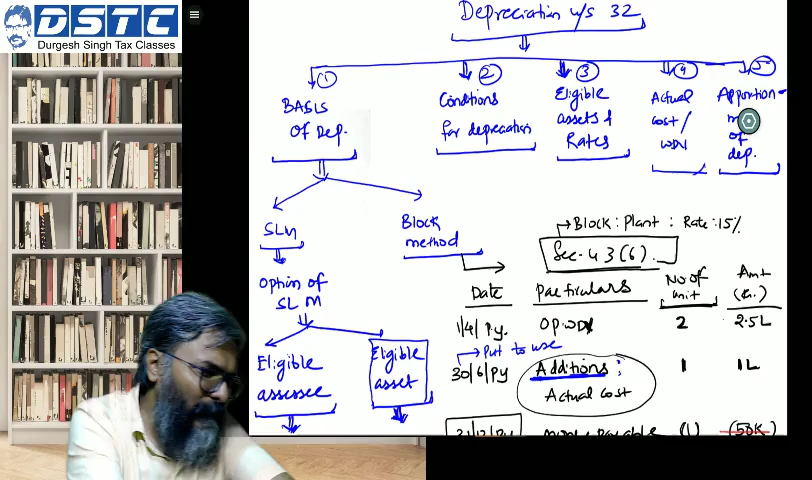 DSTC
Durgesh Singh Tax Classes
Depreciation u/s 32
1
2
3
4
5
BASIS
Of Dep.
Conditions
for depreciation
Eligible
assets &
Rates
Actual
cost/
WDV
Apportion-
of
dep.
SLM
Block
method
Option of
SLM
Eligible
assessee
Eligible
asset
Block: Plant: Rate: 15%
Sec-43(6)
Date
Particulars
No of
unit
Amt
1/4/Py.
OP.WDV
2
2.5L
Put to use
30/6/Py
Additions:
Actual cost
1
1L
money payable
(1)
(50K)